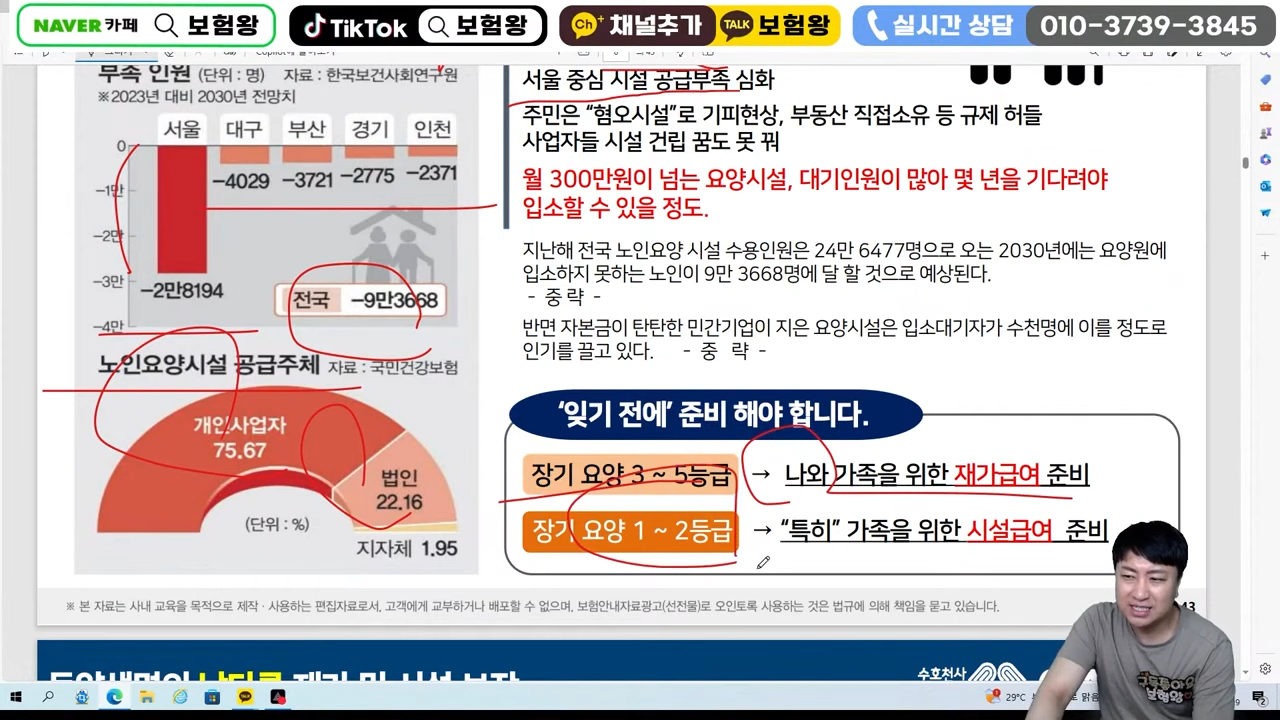 NAVER 카페 보험왕
TikTok 보험왕
Ch+ 채널추가 TALK 보험왕
실시간 상담 010-3739-3845
부족 인원 (단위 : 명) 자료 : 한국보건사회연구원
※2023년 대비 2030년 전망치
서울 대구 부산 경기 인천
0
-1만
-2만
-3만
-4만
-4029 -3721 -2775 -2371
-2만8194
전국 -9만3668
노인요양시설 공급주체 자료 : 국민건강보험
개인사업자
75.67
법인
22.16
(단위 : %)
지자체 1.95
서울 중심 시설 공급부족 심화
주민은 “혐오시설”로 기피현상, 부동산 직접소유 등 규제 허들
사업자들 시설 건립 꿈도 못 꿔
월 300만원이 넘는 요양시설, 대기인원이 많아 몇 년을 기다려야
입소할 수 있을 정도.
지난해 전국 노인요양 시설 수용인원은 24만 6477명으로 오는 2030년에는 요양원에
입소하지 못하는 노인이 9만 3668명에 달 할 것으로 예상된다.
- 중 략 -
반면 자본금이 탄탄한 민간기업이 지은 요양시설은 입소대기자가 수천명에 이를 정도로
인기를 끌고 있다. - 중 략 -
‘잊기 전에’ 준비 해야 합니다.
장기 요양 3 ~ 5등급 → 나와 가족을 위한 재가급여 준비
장기 요양 1 ~ 2등급 → “특히” 가족을 위한 시설급여 준비
※ 본 자료는 사내 교육을 목적으로 제작 · 사용하는 편집자료로서, 고객에게 교부하거나 배포할 수 없으며, 보험안내자료광고(선전물)로 오인토록 사용하는 것은 법규에 의해 책임을 묻고 있습니다.
43
수호천사
29°C